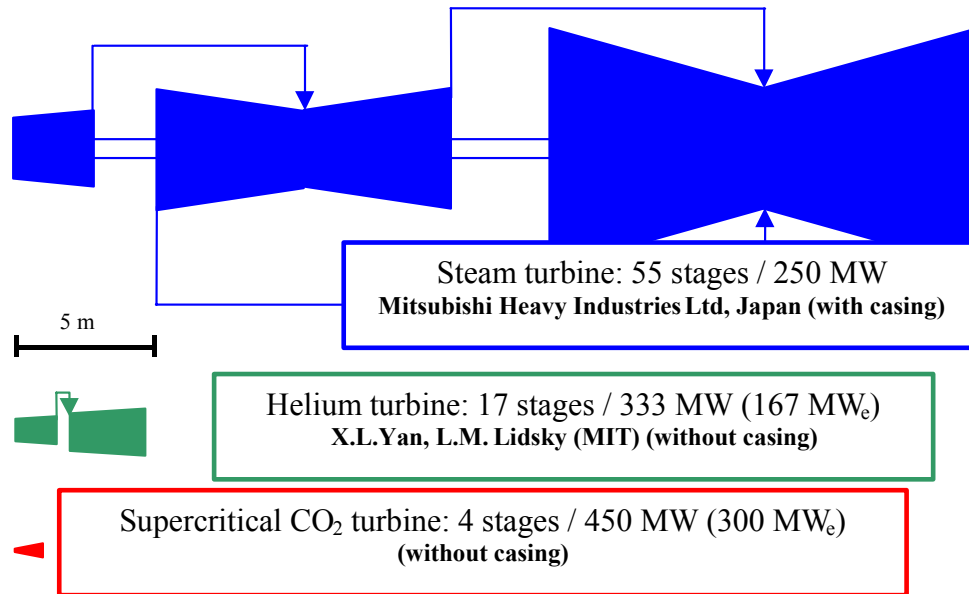 Steam turbine: 55 stages / 250 MW
Mitsubishi Heavy Industries Ltd, Japan (with casing)
5 m
Helium turbine: 17 stages / 333 MW (167 MWₑ)
X.L.Yan, L.M. Lidsky (MIT) (without casing)
Supercritical CO₂ turbine: 4 stages / 450 MW (300 MWₑ)
(without casing)